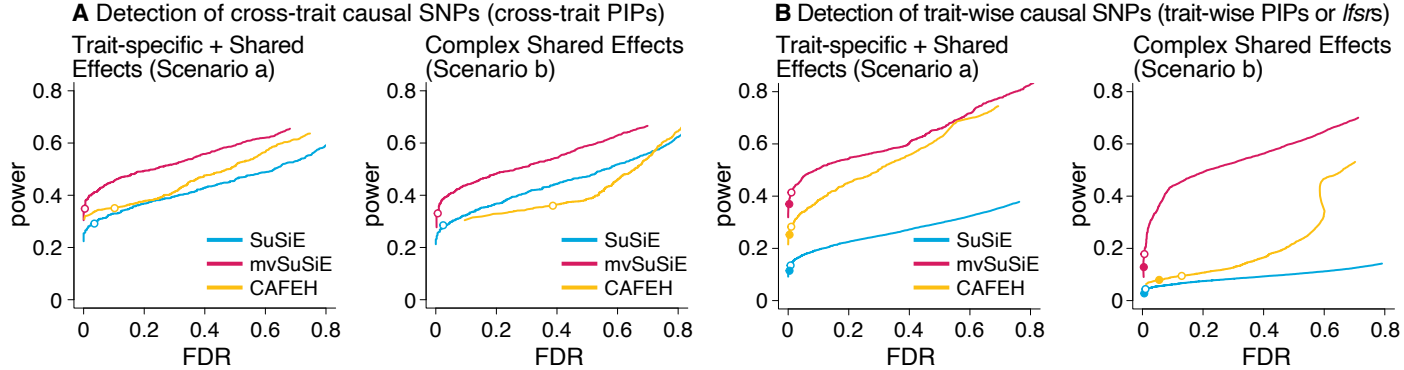 A Detection of cross-trait causal SNPs (cross-trait PIPs)
Trait-specific + Shared
Effects (Scenario a)
0.8
0.6
0.4
0.2
0
power
SuSiE
mvSuSiE
CAFEH
0 0.2 0.4 0.6 0.8
FDR
Complex Shared Effects
(Scenario b)
0.8
0.6
0.4
0.2
0
power
SuSiE
mvSuSiE
CAFEH
0 0.2 0.4 0.6 0.8
FDR
B Detection of trait-wise causal SNPs (trait-wise PIPs or lfsrs)
Trait-specific + Shared
Effects (Scenario a)
0.8
0.6
0.4
0.2
0
power
SuSiE
mvSuSiE
CAFEH
0 0.2 0.4 0.6 0.8
FDR
Complex Shared Effects
(Scenario b)
0.8
0.6
0.4
0.2
0
power
0 0.2 0.4 0.6 0.8
FDR